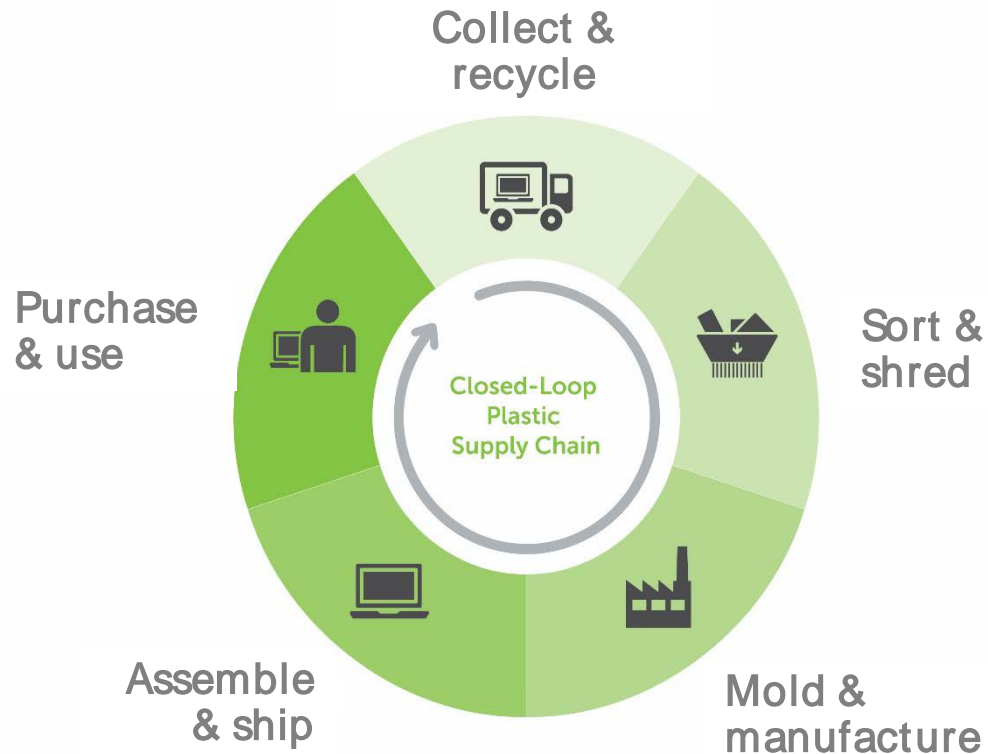 Collect &
recycle
Purchase
& use
Sort &
shred
Closed-Loop
Plastic
Supply Chain
Assemble
& ship
Mold &
manufacture